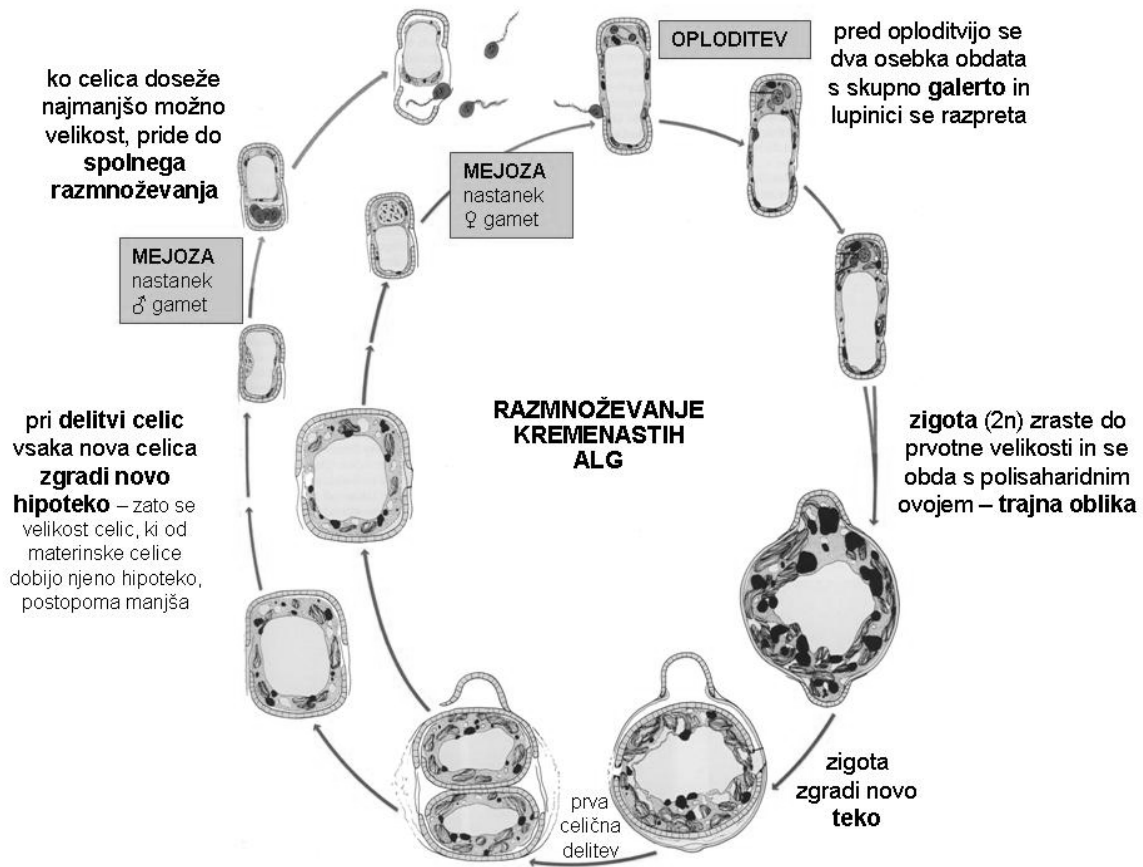 RAZMNOŽEVANJE
KREMENASTIH
ALG
OPLODITEV
pred oploditvijo se
dva osebka obdata
s skupno galerto in
lupinici se razpreta
zigota (2n) zraste do
prvotne velikosti in se
obda s polisaharidnim
ovojem – trajna oblika
zigota
zgradi novo
teko
prva
celična
delitev
pri delitvi celic
vsaka nova celica
zgradi novo
hipoteko – zato se
velikost celic, ki od
materinske celice
dobijo njeno hipoteko,
postopoma manjša
MEJOZA
nastanek
♂ gamet
ko celica doseže
najmanjšo možno
velikost, pride do
spolnega
razmnoževanja
MEJOZA
nastanek
♀ gamet